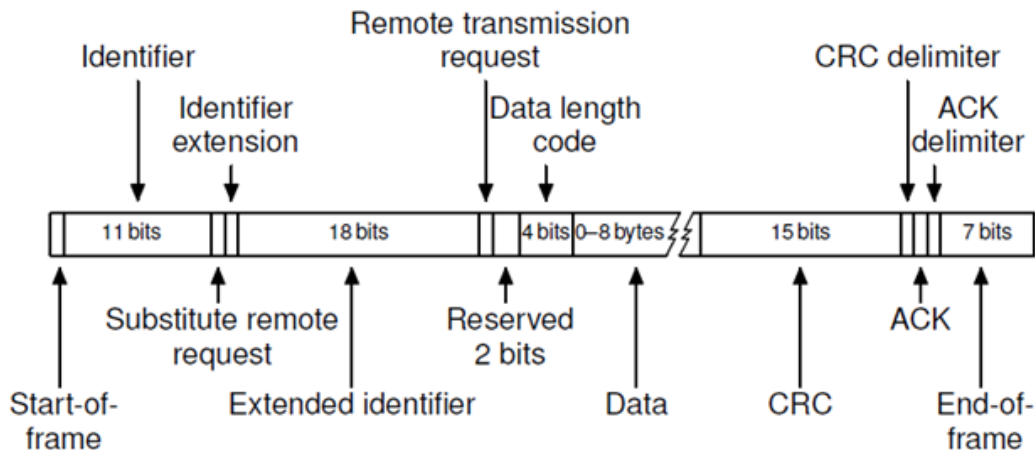 Remote transmission
request
Identifier
CRC delimiter
Identifier
extension
Data length
code
ACK
delimiter
11 bits
18 bits
4 bits
0–8 bytes
15 bits
7 bits
Substitute remote
request
Reserved
2 bits
ACK
Start-of-
frame
Extended identifier
Data
CRC
End-of-
frame